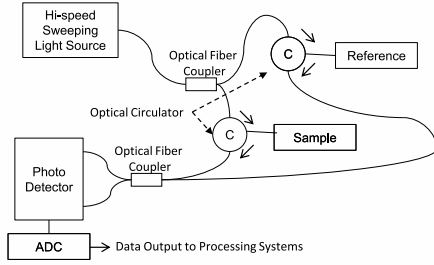 Hi-speed
Sweeping
Light Source
Optical Fiber
Coupler
C
Reference
Optical Circulator
C
Sample
Optical Fiber
Coupler
Photo
Detector
ADC
Data Output to Processing Systems